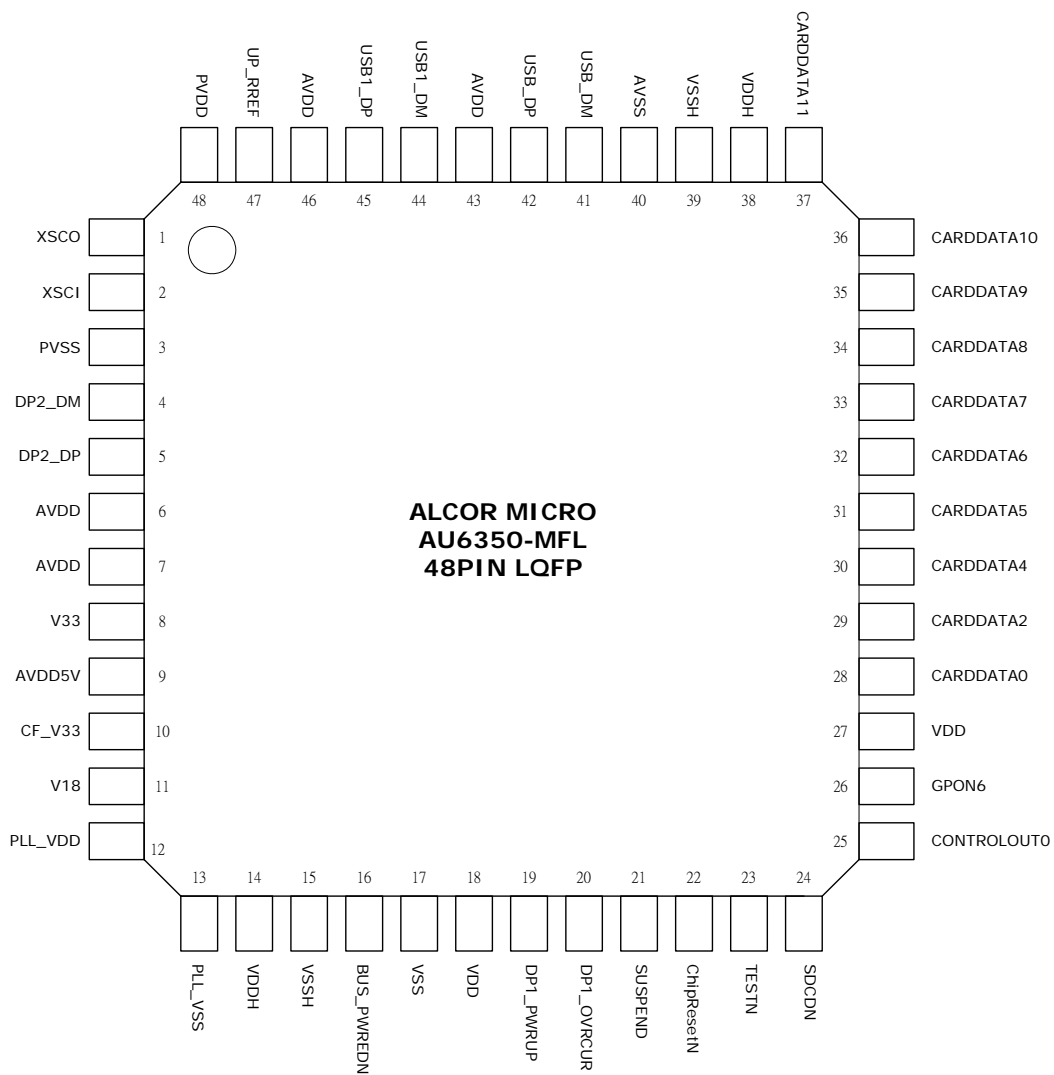 PVDD
UP_RREF
AVDD
USB1_DP
USB1_DM
AVDD
USB_DP
USB_DM
AVSS
VSSH
VDDH
CARDDATA11
48 47 46 45 44 43 42 41 40 39 38 37
XSCO 1 36 CARDDATA10
XSCI 2 35 CARDDATA9
PVSS 3 34 CARDDATA8
DP2_DM 4 33 CARDDATA7
DP2_DP 5 32 CARDDATA6
AVDD 6 31 CARDDATA5
ALCOR MICRO
AU6350-MFL
48PIN LQFP
AVDD 7 30 CARDDATA4
V33 8 29 CARDDATA2
AVDD5V 9 28 CARDDATA0
CF_V33 10 27 VDD
V18 11 26 GPON6
PLL_VDD 12 25 CONTROLOUT0
13 14 15 16 17 18 19 20 21 22 23 24
PLL_VSS
VDDH
VSSH
BUS_PWREDN
VSS
VDD
DP1_PWRUP
DP1_OVRCUR
SUSPEND
ChipResetN
TESTN
SDCDN